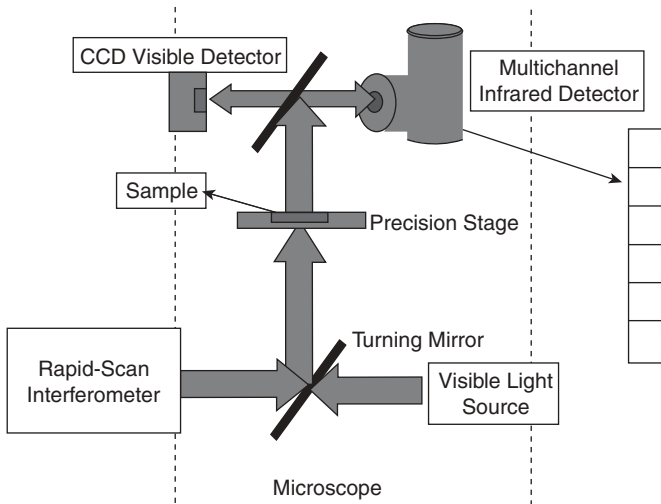 CCD Visible Detector
Multichannel
Infrared Detector
Sample
Precision Stage
Turning Mirror
Rapid-Scan
Interferometer
Visible Light
Source
Microscope